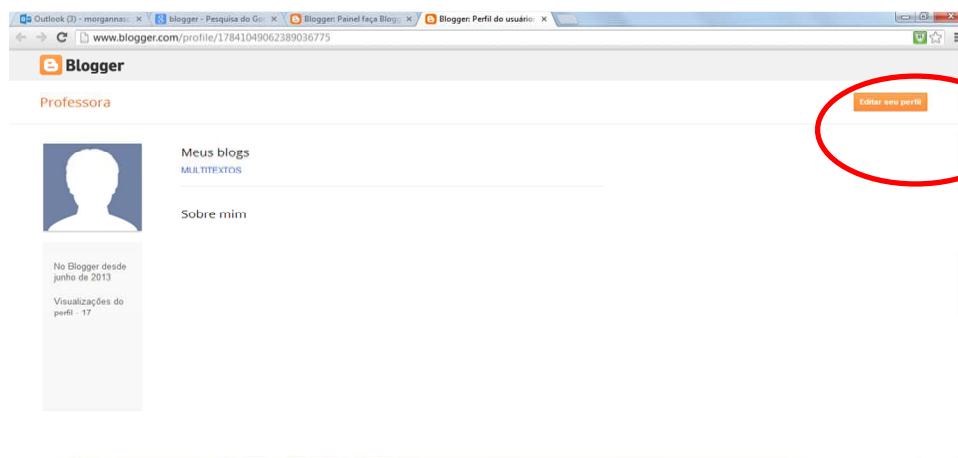 Outlook (3) - morgannas
blogger - Pesquisa do Goo
Blogger: Painel faça Blogg
Blogger: Perfil do usuário:
www.blogger.com/profile/17841049062389036775
Blogger
Professora
Editar seu perfil
Meus blogs
MULTITEXTOS
Sobre mim
No Blogger desde
junho de 2013
Visualizações do
perfil - 17